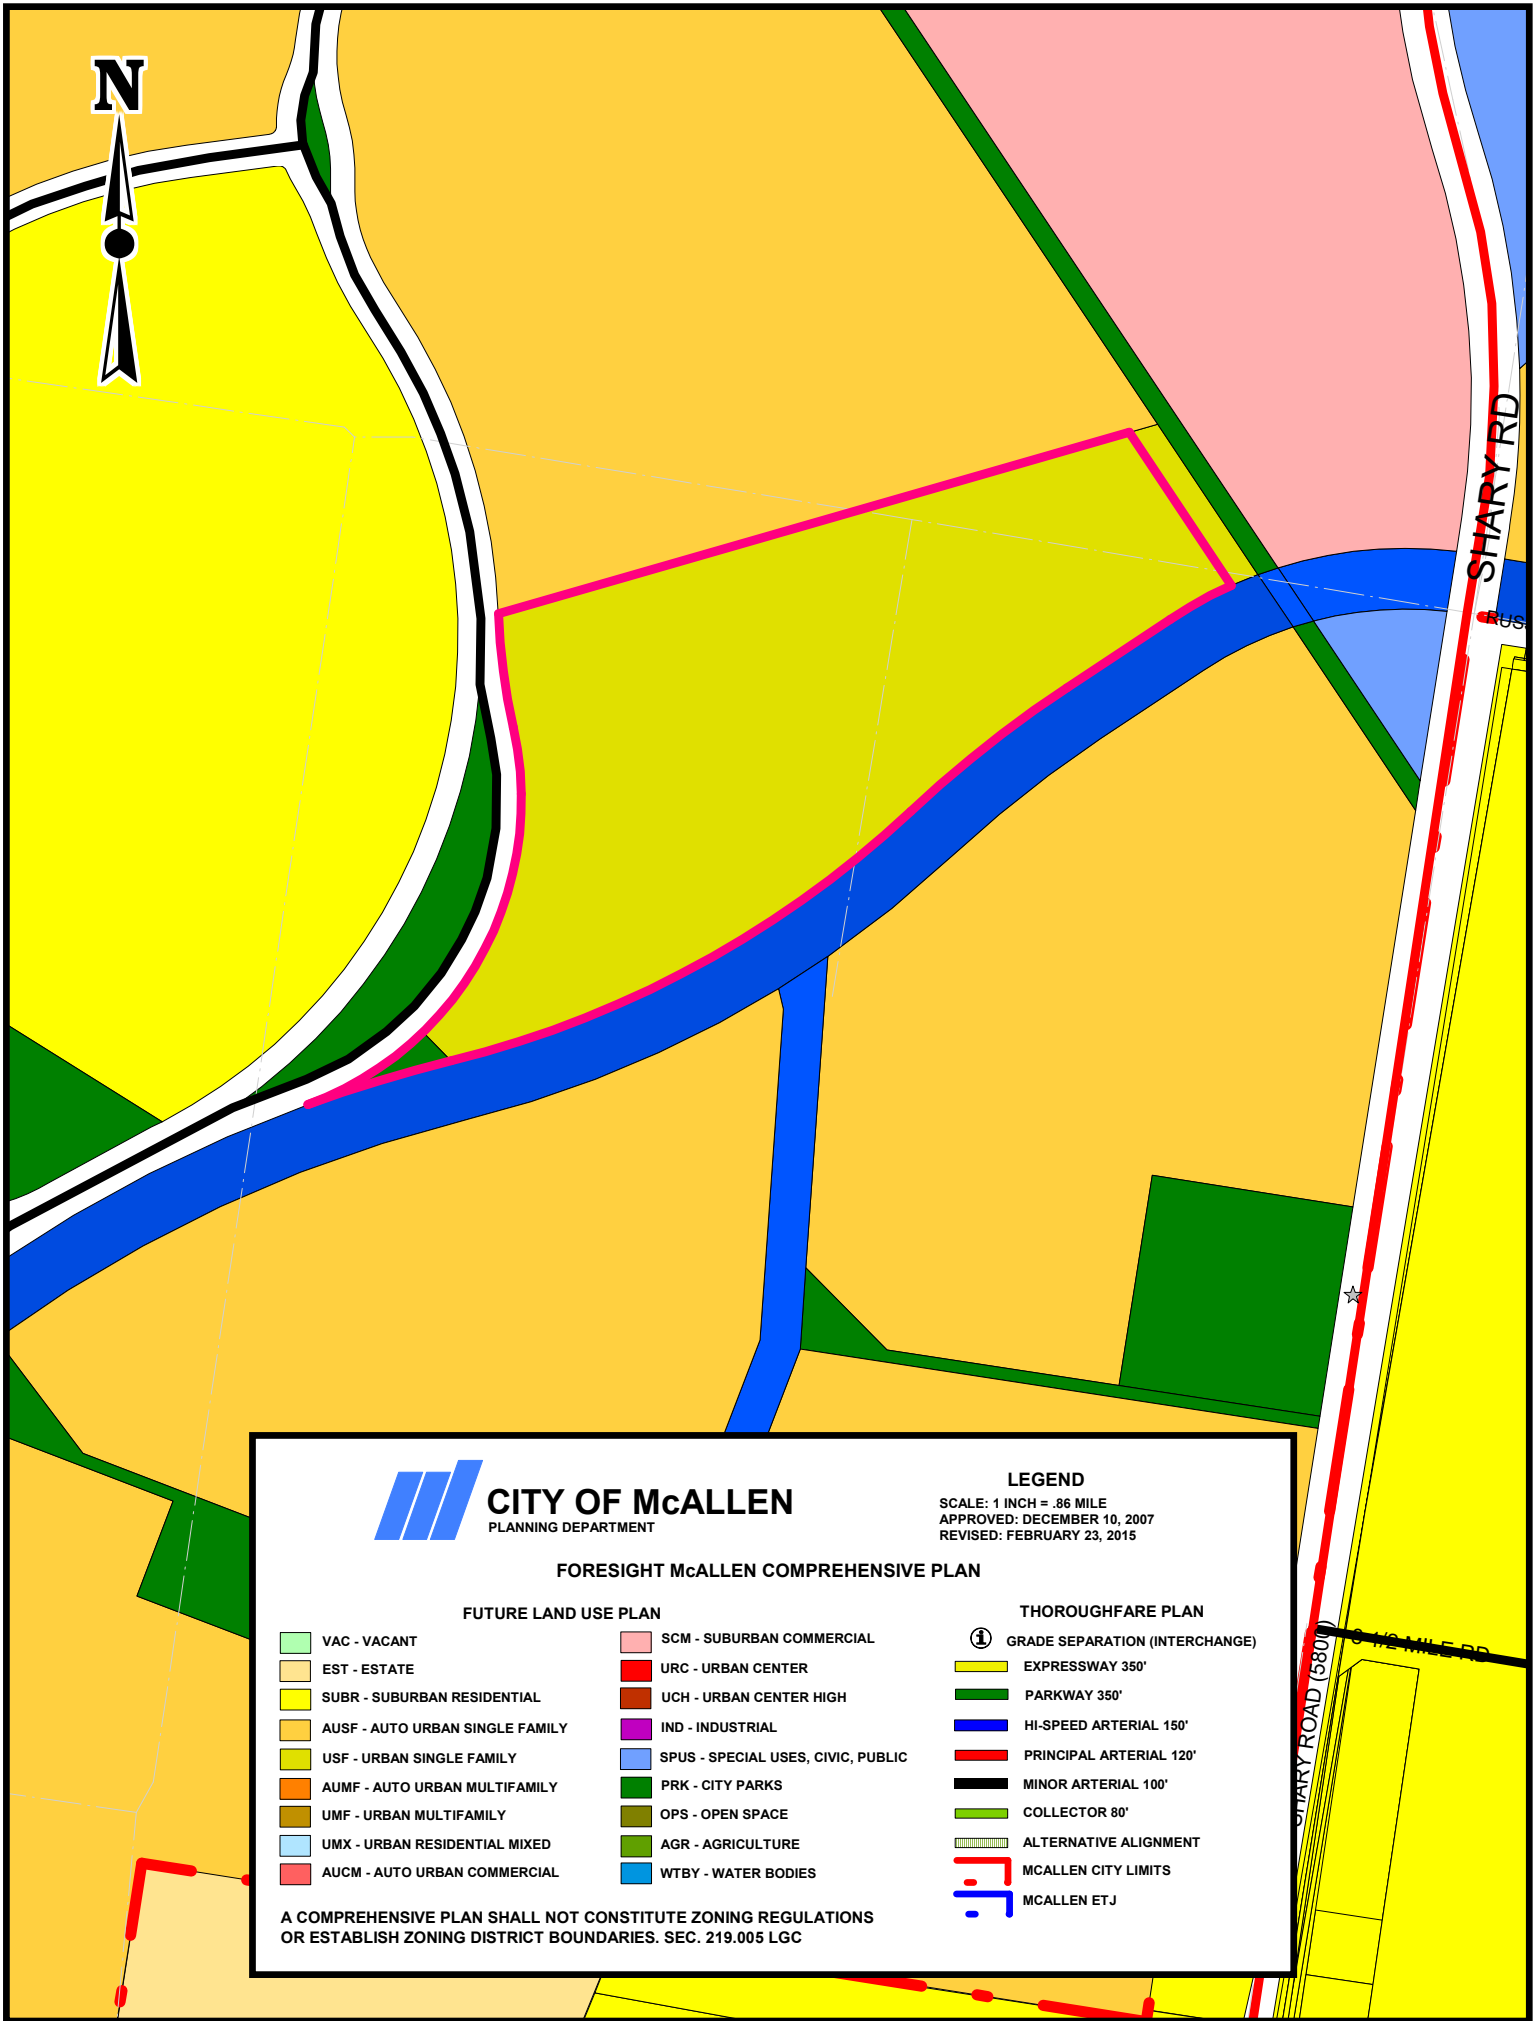 N
SHARY RD
RUS
CITY OF McALLEN
PLANNING DEPARTMENT
LEGEND
SCALE: 1 INCH = .86 MILE
APPROVED: DECEMBER 10, 2007
REVISED: FEBRUARY 23, 2015
FORESIGHT McALLEN COMPREHENSIVE PLAN
FUTURE LAND USE PLAN
VAC - VACANT
EST - ESTATE
SUBR - SUBURBAN RESIDENTIAL
AUSF - AUTO URBAN SINGLE FAMILY
USF - URBAN SINGLE FAMILY
AUMF - AUTO URBAN MULTIFAMILY
UMF - URBAN MULTIFAMILY
UMX - URBAN RESIDENTIAL MIXED
AUCM - AUTO URBAN COMMERCIAL
SCM - SUBURBAN COMMERCIAL
URC - URBAN CENTER
UCH - URBAN CENTER HIGH
IND - INDUSTRIAL
SPUS - SPECIAL USES, CIVIC, PUBLIC
PRK - CITY PARKS
OPS - OPEN SPACE
AGR - AGRICULTURE
WTBY - WATER BODIES
THOROUGHFARE PLAN
i GRADE SEPARATION (INTERCHANGE)
EXPRESSWAY 350'
PARKWAY 350'
HI-SPEED ARTERIAL 150'
PRINCIPAL ARTERIAL 120'
MINOR ARTERIAL 100'
COLLECTOR 80'
ALTERNATIVE ALIGNMENT
MCALLEN CITY LIMITS
MCALLEN ETJ
A COMPREHENSIVE PLAN SHALL NOT CONSTITUTE ZONING REGULATIONS
OR ESTABLISH ZONING DISTRICT BOUNDARIES. SEC. 219.005 LGC
SHARY ROAD (5800)
1/2 MILE RD